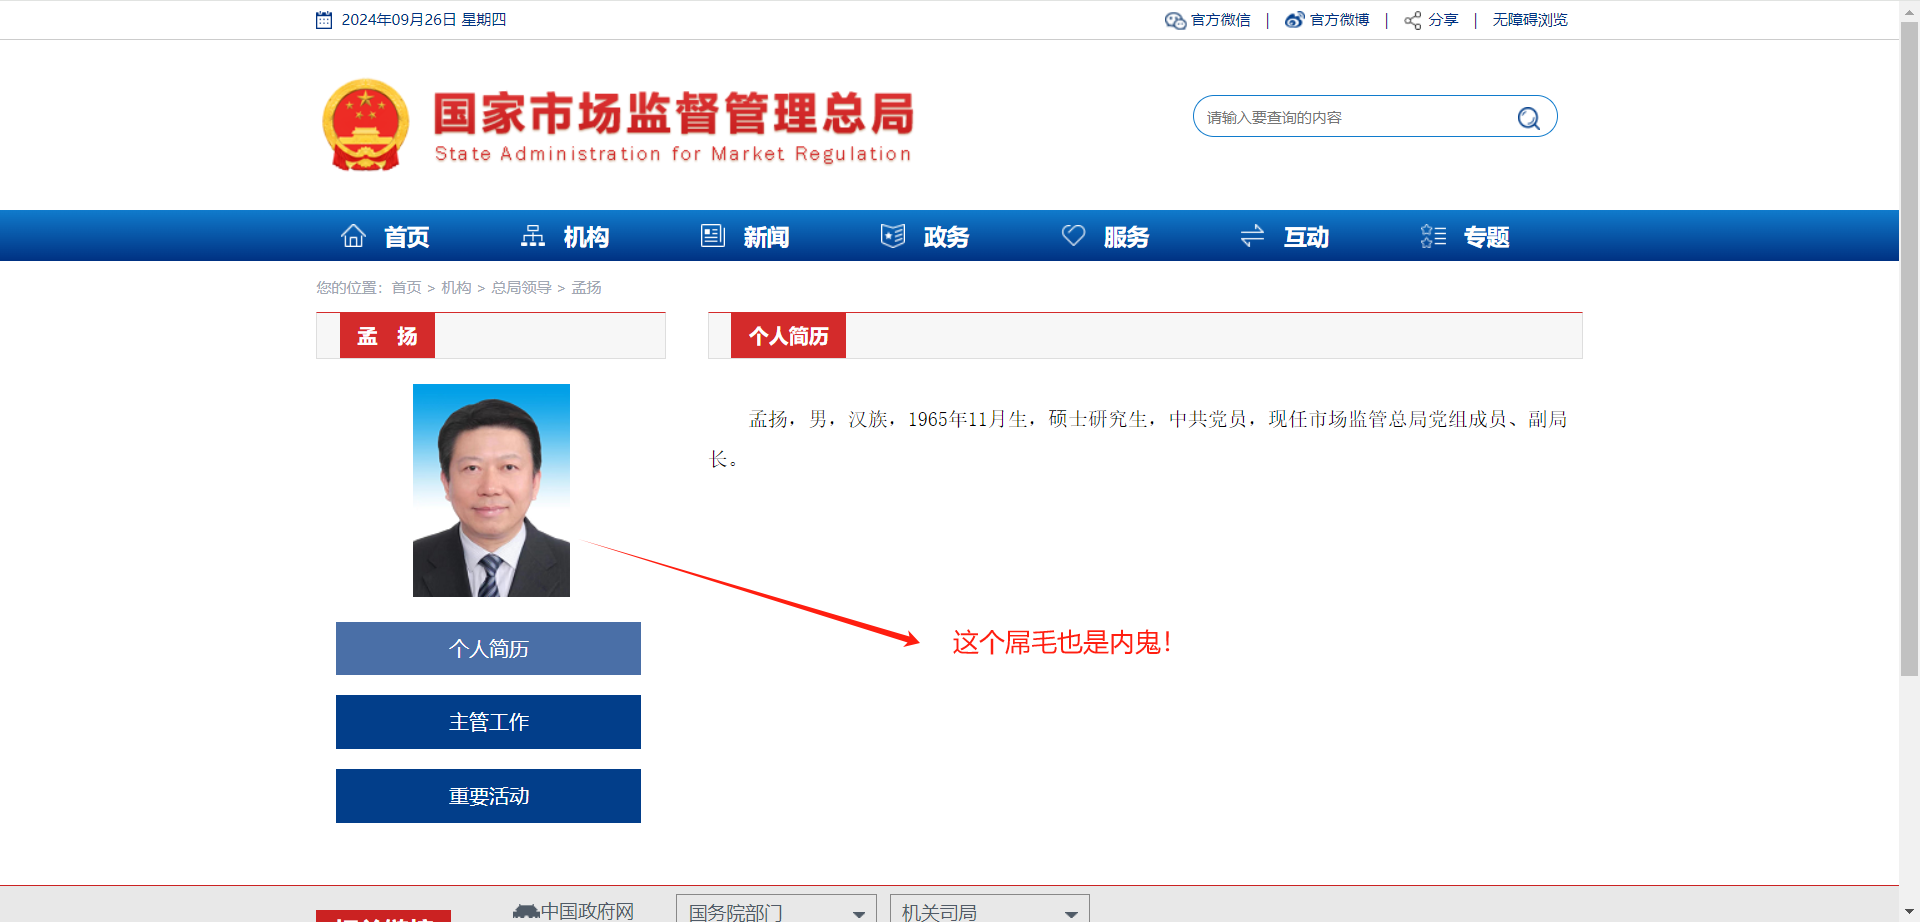 2024年09月26日 星期四
官方微信 | 官方微博 | 分享 | 无障碍浏览
国家市场监督管理总局
State Administration for Market Regulation
请输入要查询的内容
首页 机构 新闻 政务 服务 互动 专题
您的位置：首页 > 机构 > 总局领导 > 孟扬
孟 扬
个人简历
孟扬，男，汉族，1965年11月生，硕士研究生，中共党员，现任市场监管总局党组成员、副局
长。
这个屌毛也是内鬼！
个人简历
主管工作
重要活动
中国政府网 国务院部门 机关司局